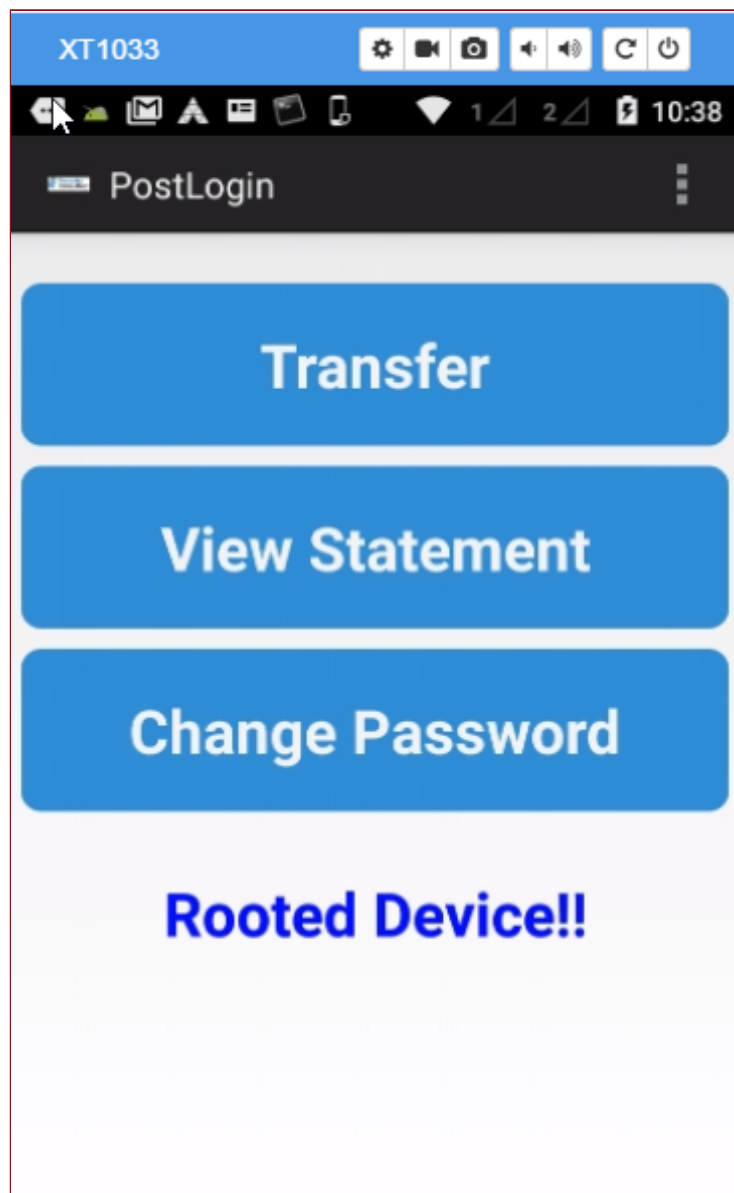 XT1033
1 2 10:38
PostLogin
Transfer
View Statement
Change Password
Rooted Device!!